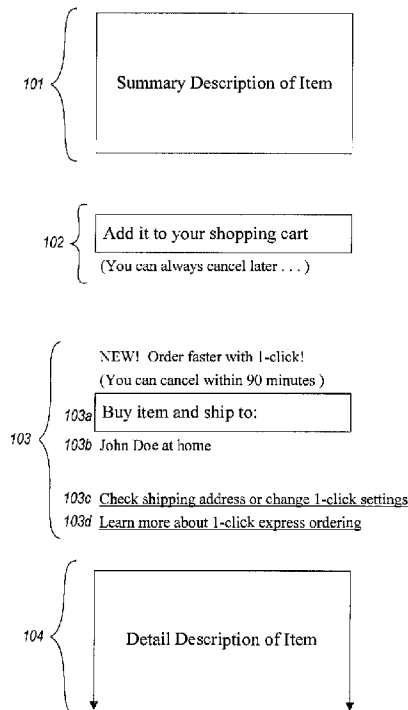 101
Summary Description of Item
102
Add it to your shopping cart
(You can always cancel later . . . )
NEW! Order faster with 1-click!
(You can cancel within 90 minutes )
103
103a Buy item and ship to:
103b John Doe at home
103c Check shipping address or change 1-click settings
103d Learn more about 1-click express ordering
104
Detail Description of Item